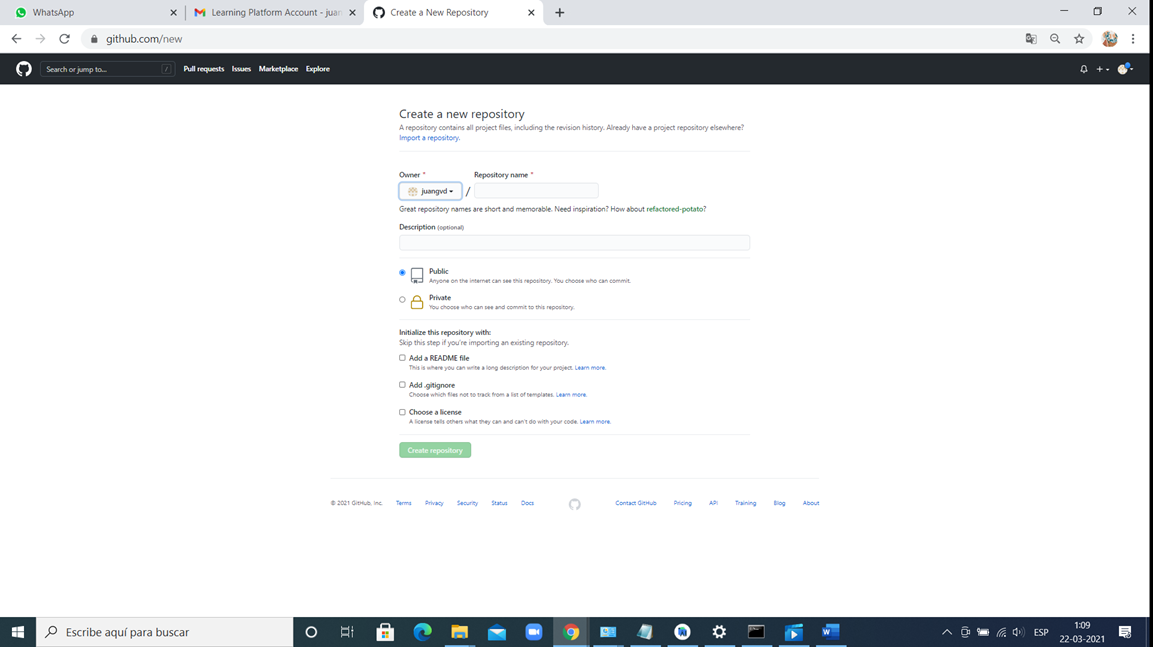 WhatsApp
Learning Platform Account - juan
Create a New Repository
github.com/new
Search or jump to...
/
Pull requests
Issues
Marketplace
Explore
Create a new repository
A repository contains all project files, including the revision history. Already have a project repository elsewhere?
Import a repository.
Owner *
Repository name *
juangvd
/
Great repository names are short and memorable. Need inspiration? How about refactored-potato?
Description (optional)
Public
Anyone on the internet can see this repository. You choose who can commit.
Private
You choose who can see and commit to this repository.
Initialize this repository with:
Skip this step if you're importing an existing repository.
Add a README file
This is where you can write a long description for your project. Learn more.
Add .gitignore
Choose which files not to track from a list of templates. Learn more.
Choose a license
A license tells others what they can and can't do with your code. Learn more.
Create repository
© 2021 GitHub, Inc.
Terms
Privacy
Security
Status
Docs
Contact GitHub
Pricing
API
Training
Blog
About
Escribe aquí para buscar
ESP
1:09
22-03-2021